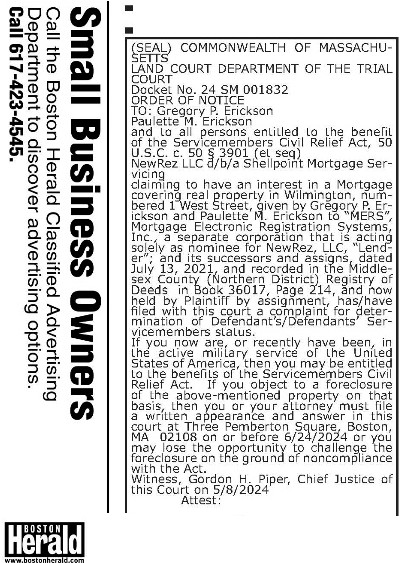 Small Business Owners
Call the Boston Herald Classified Advertising
Department to discover advertising options.
Call 617-423-4545.
BOSTON
Herald
www.bostonherald.com
(SEAL) COMMONWEALTH OF MASSACHU-
SETTS
LAND COURT DEPARTMENT OF THE TRIAL
COURT
Docket No. 24 SM 001832
ORDER OF NOTICE
TO: Gregory P. Erickson
Paulette M. Erickson
and to all persons entitled to the benefit
of the Servicemembers Civil Relief Act, 50
U.S.C. c. 50 § 3901 (et seq)
NewRez LLC d/b/a Shellpoint Mortgage Ser-
vicing
claiming to have an interest in a Mortgage
covering real property in Wilmington, num-
bered 1 West Street, given by Gregory P. Er-
ickson and Paulette M. Erickson to "MERS",
Mortgage Electronic Registration Systems,
Inc., a separate corporation that is acting
solely as nominee for NewRez, LLC, "Lend-
er"; and its successors and assigns, dated
July 13, 2021, and recorded in the Middle-
sex County (Northern District) Registry of
Deeds in Book 36017, Page 214, and now
held by Plaintiff by assignment, has/have
filed with this court a complaint for deter-
mination of Defendant's/Defendants' Ser-
vicemembers status.
If you now are, or recently have been, in
the active military service of the United
States of America, then you may be entitled
to the benefits of the Servicemembers Civil
Relief Act. If you object to a foreclosure
of the above-mentioned property on that
basis, then you or your attorney must file
a written appearance and answer in this
court at Three Pemberton Square, Boston,
MA 02108 on or before 6/24/2024 or you
may lose the opportunity to challenge the
foreclosure on the ground of noncompliance
with the Act.
Witness, Gordon H. Piper, Chief Justice of
this Court on 5/8/2024
Attest: